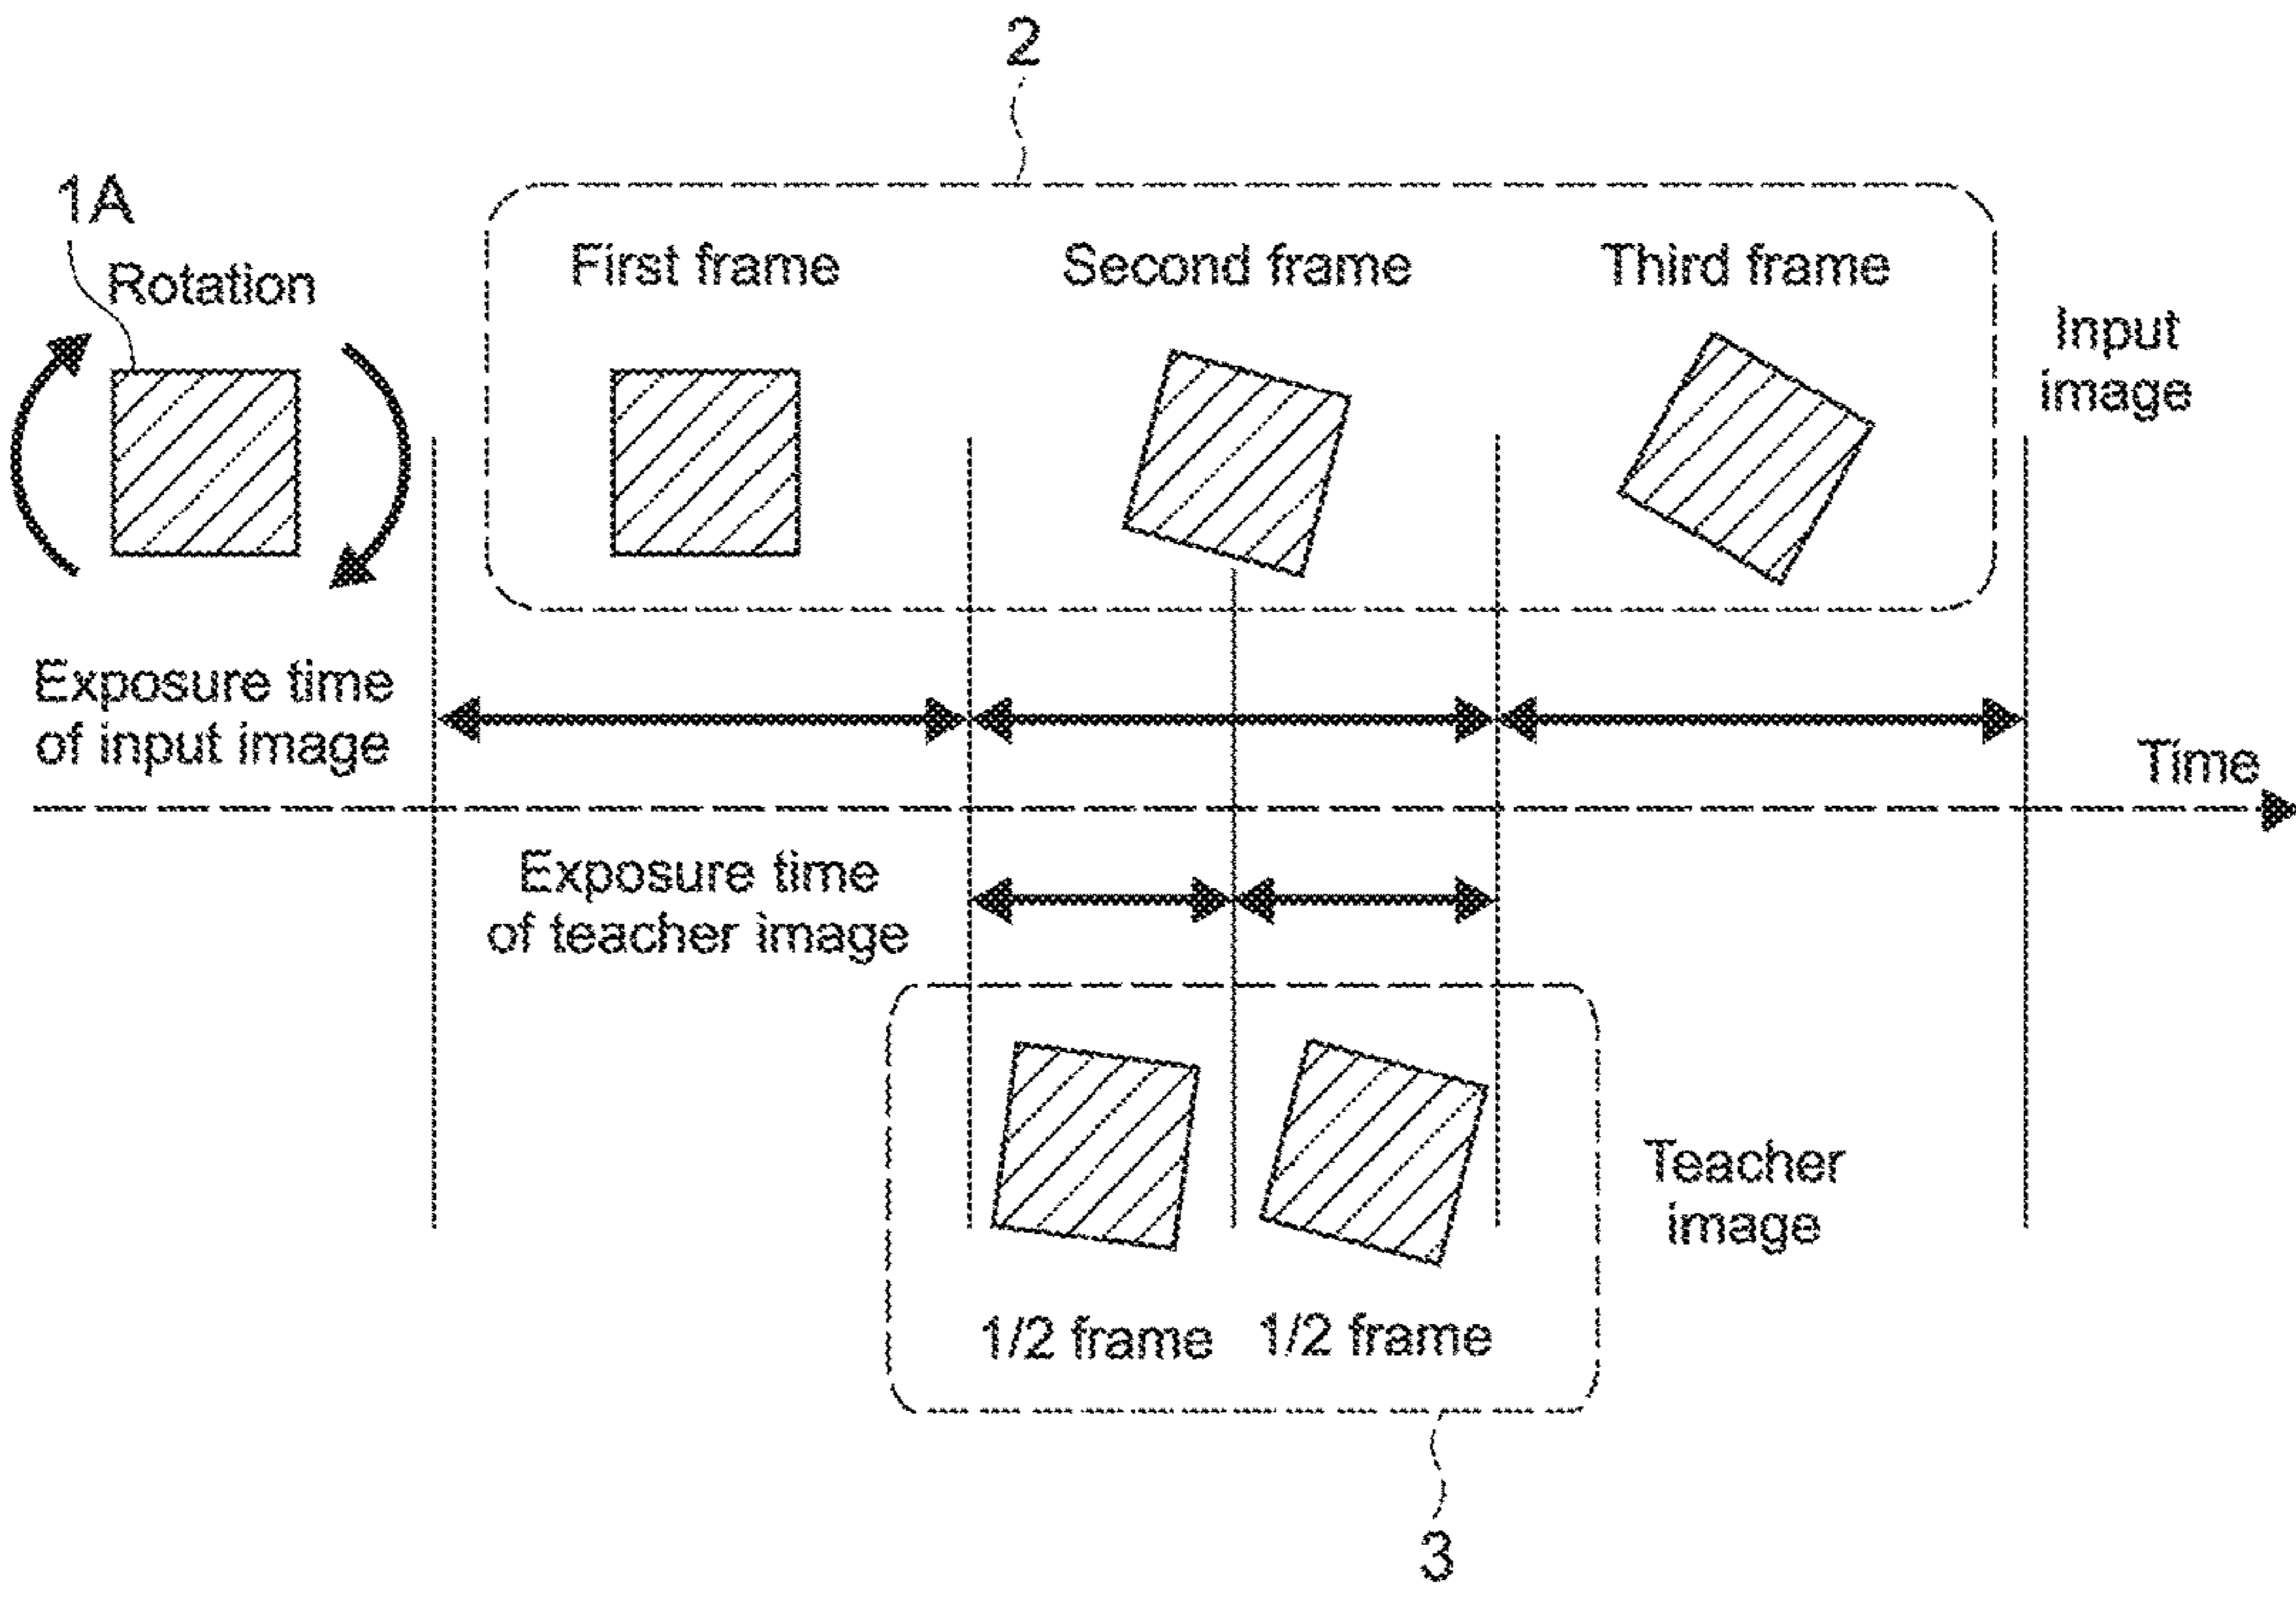 2
1A
Rotation
First frame
Second frame
Third frame
Input
image
Exposure time
of input image
Time
Exposure time
of teacher image
Teacher
image
1/2 frame
1/2 frame
3